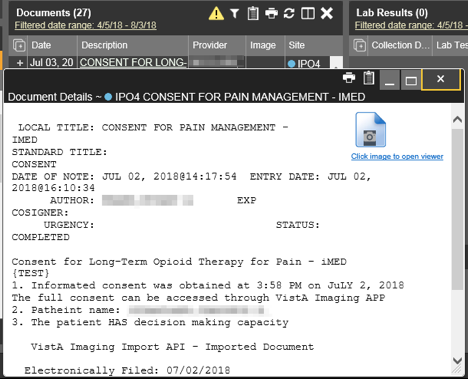 Documents (27)
Filtered date range: 4/5/18 - 8/3/18
Lab Results (0)
Filtered date range: 4/5/18
Date Description Provider Image Site
Collection D... Lab Tes
+ Jul 03, 20 CONSENT FOR LONG- IPO4
Document Details ~ IPO4 CONSENT FOR PAIN MANAGEMENT - IMED
LOCAL TITLE: CONSENT FOR PAIN MANAGEMENT -
IMED
STANDARD TITLE:
CONSENT
DATE OF NOTE: JUL 02, 2018@14:17:54 ENTRY DATE: JUL 02,
2018@16:10:34
AUTHOR: EXP
COSIGNER:
URGENCY: STATUS:
COMPLETED
Click image to open viewer
Consent for Long-Term Opioid Therapy for Pain - iMED
{TEST}
1. Informated consent was obtained at 3:58 PM on JuLY 2, 2018
The full consent can be accessed through VistA Imaging APP
2. Patheint name:
3. The patient HAS decision making capacity
VistA Imaging Import API - Imported Document
Electronically Filed: 07/02/2018